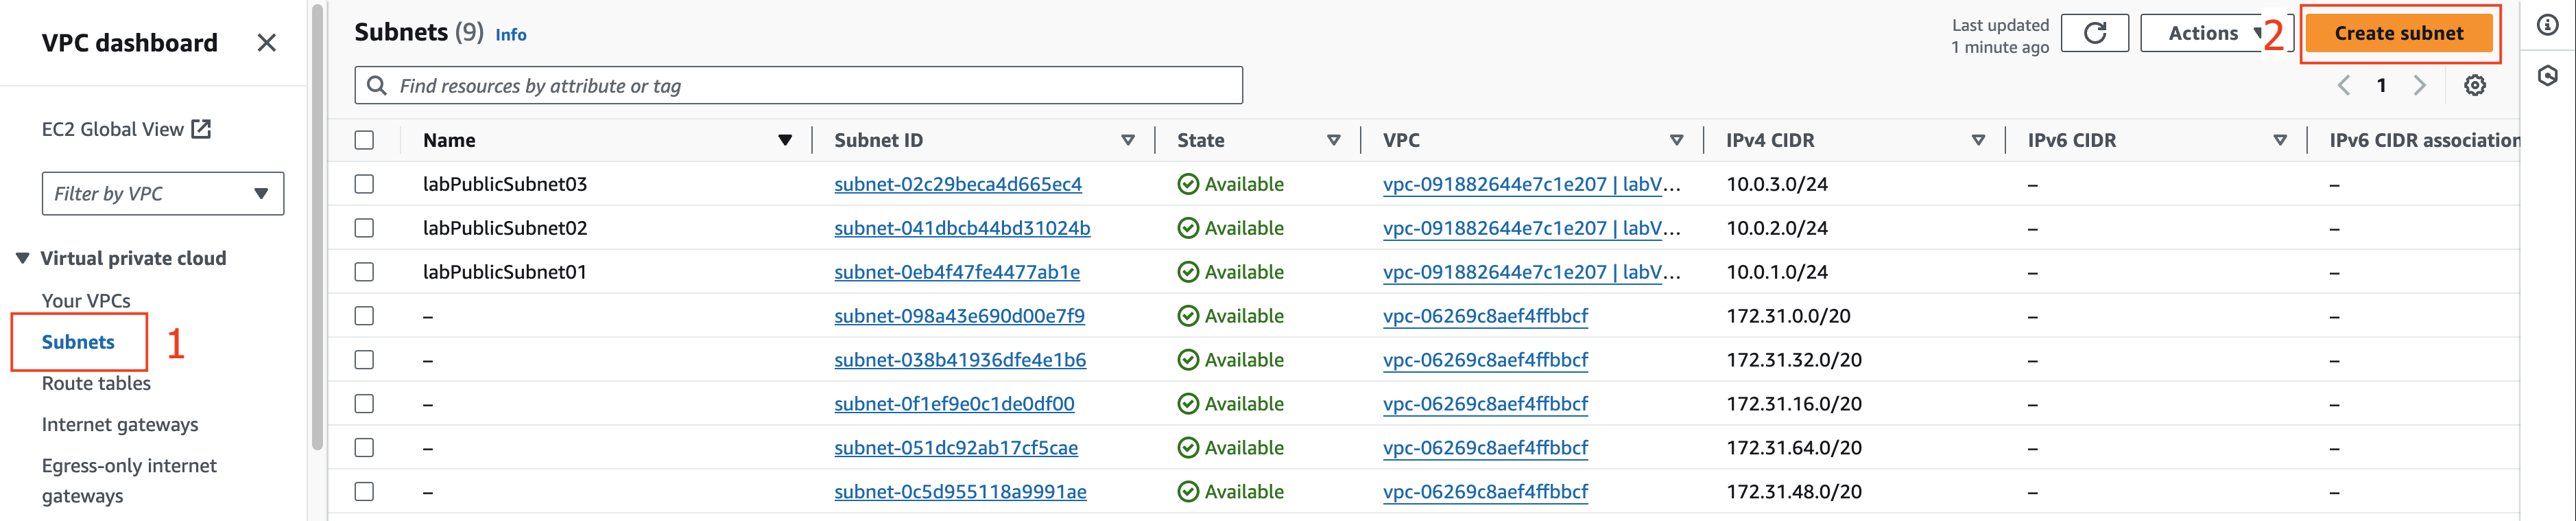 VPC dashboard
EC2 Global View
Filter by VPC
Virtual private cloud
Your VPCs
Subnets
1
Route tables
Internet gateways
Egress-only internet
gateways
Subnets (9) Info
Last updated
1 minute ago
Actions
2
Create subnet
Find resources by attribute or tag
1
Name Subnet ID State VPC IPv4 CIDR IPv6 CIDR IPv6 CIDR association
labPublicSubnet03 subnet-02c29beca4d665ec4 Available vpc-091882644e7c1e207 | labV... 10.0.3.0/24 – –
labPublicSubnet02 subnet-041dbcb44bd31024b Available vpc-091882644e7c1e207 | labV... 10.0.2.0/24 – –
labPublicSubnet01 subnet-0eb4f47fe4477ab1e Available vpc-091882644e7c1e207 | labV... 10.0.1.0/24 – –
– subnet-098a43e690d00e7f9 Available vpc-06269c8aef4ffbbcf 172.31.0.0/20 – –
– subnet-038b41936dfe4e1b6 Available vpc-06269c8aef4ffbbcf 172.31.32.0/20 – –
– subnet-0f1ef9e0c1de0df00 Available vpc-06269c8aef4ffbbcf 172.31.16.0/20 – –
– subnet-051dc92ab17cf5cae Available vpc-06269c8aef4ffbbcf 172.31.64.0/20 – –
– subnet-0c5d955118a9991ae Available vpc-06269c8aef4ffbbcf 172.31.48.0/20 – –